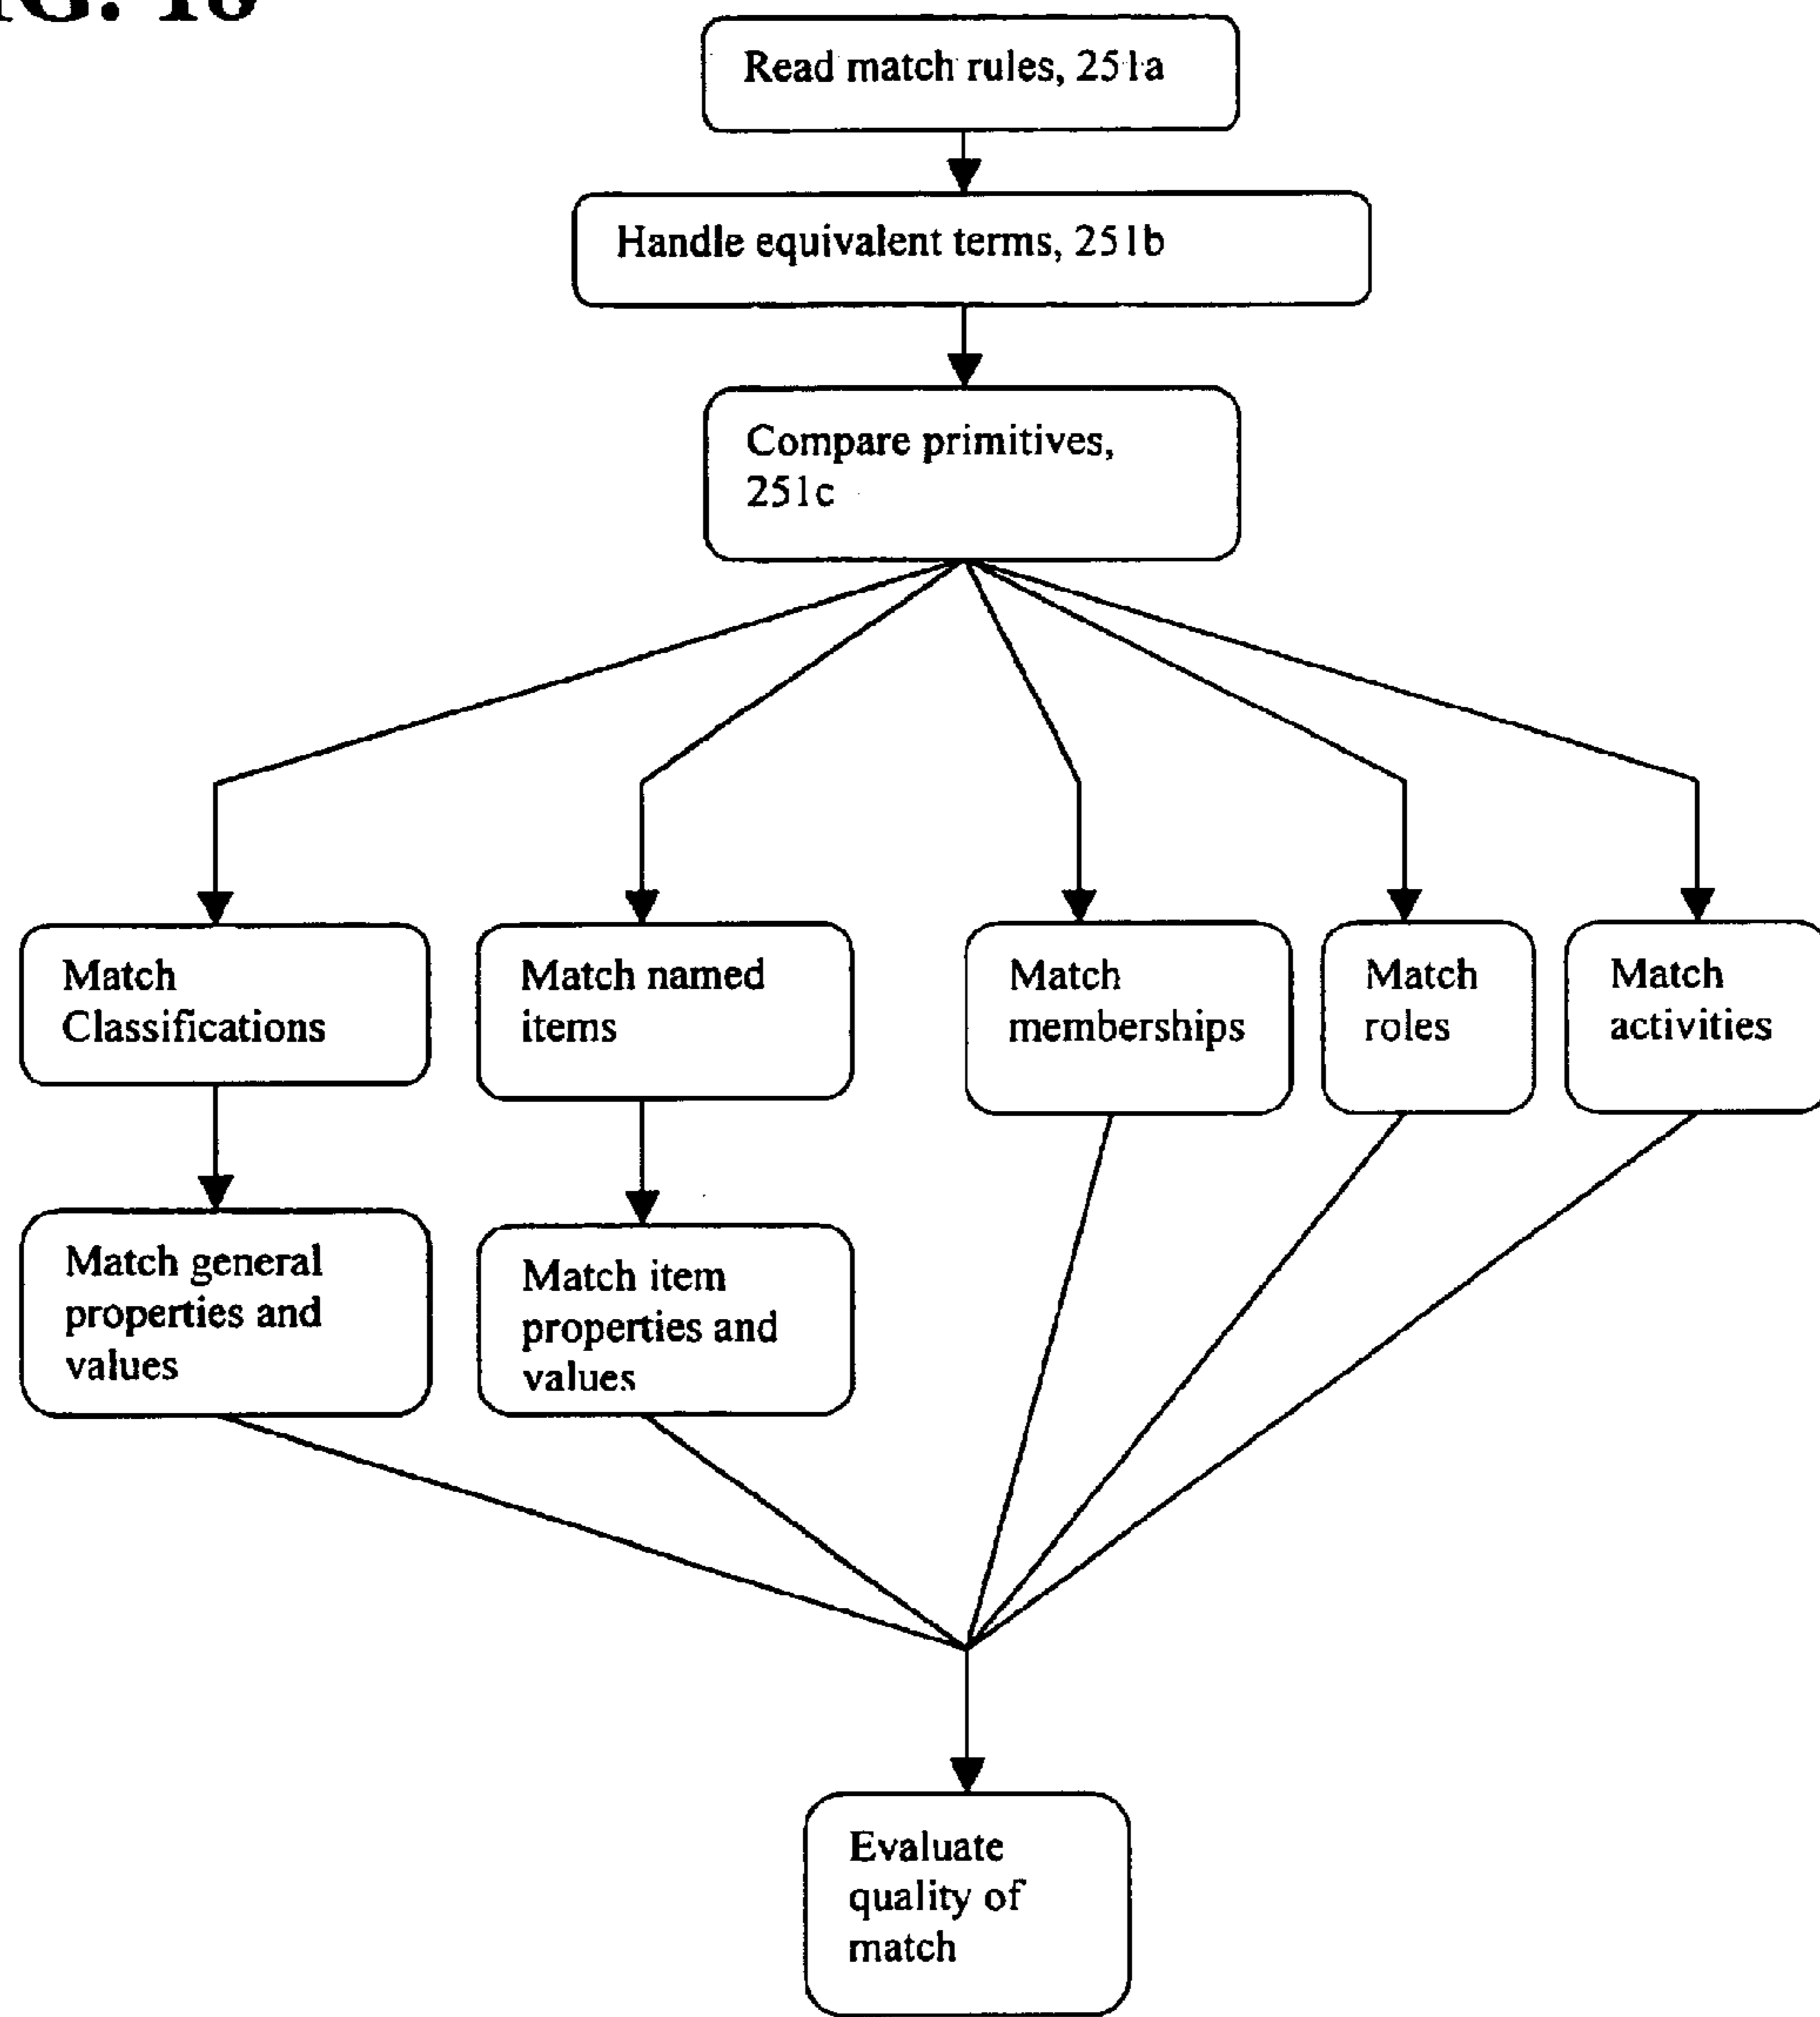 Read match rules, 251a
Handle equivalent terms, 251b
Compare primitives,
251c
Match
Classifications
Match named
items
Match
memberships
Match
roles
Match
activities
Match general
properties and
values
Match item
properties and
values
Evaluate
quality of
match